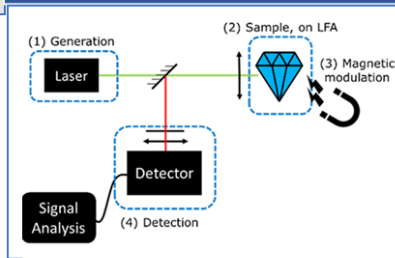 (1) Generation
Laser
(2) Sample, on LFA
(3) Magnetic
modulation
Detector
(4) Detection
Signal
Analysis